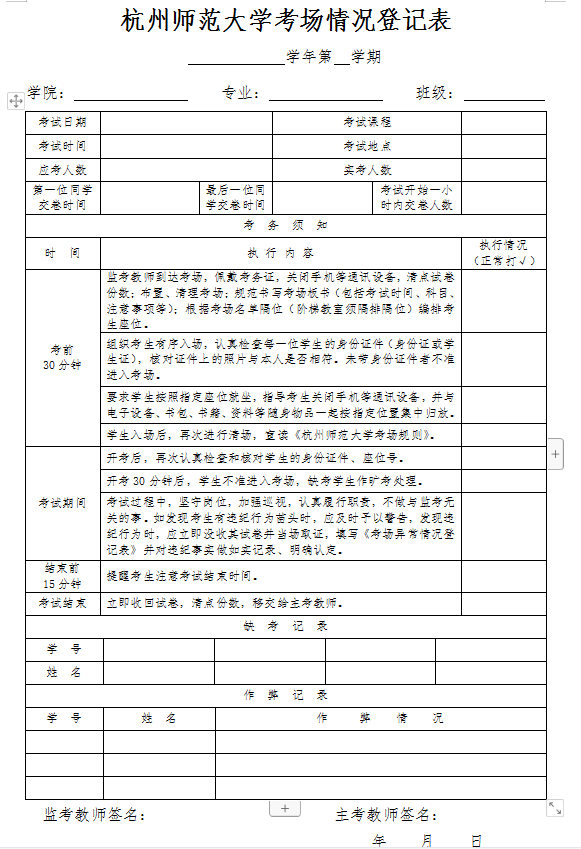 杭州师范大学考场情况登记表
学年第 学期
学院： 专业： 班级：
考试日期 考试课程
考试时间 考试地点
应考人数 实考人数
第一位同学 最后一位同 考试开始一小
交卷时间 学交卷时间 时内交卷人数
考 务 须 知
时 间 执 行 内 容 执行情况
（正常打√）
考前
30 分钟
监考教师到达考场，佩戴考务证，关闭手机等通讯设备，清点试卷
份数；布置、清理考场；规范书写考场板书（包括考试时间、科目、
注意事项等）；根据考场名单隔位（阶梯教室须隔排隔位）编排考
生座位。
组织考生有序入场，认真检查每一位学生的身份证件（身份证或学
生证），核对证件上的照片与本人是否相符。未带身份证件者不准
进入考场。
要求学生按照指定座位就坐，指导考生关闭手机等通讯设备，并与
电子设备、书包、书籍、资料等随身物品一起按指定位置集中归放。
学生入场后，再次进行清场，宣读《杭州师范大学考场规则》。
考试期间
开考后，再次认真检查和核对学生的身份证件、座位号。
开考 30 分钟后，学生不准进入考场，缺考学生作旷考处理。
考试过程中，坚守岗位，加强巡视，认真履行职责，不做与监考无
关的事。如发现考生有违纪行为苗头时，应及时予以警告，发现违
纪行为时，应立即没收其试卷并当场取证，填写《考场异常情况登
记表》并对违纪事实做如实记录、明确认定。
结束前
15 分钟
提醒考生注意考试结束时间。
考试结束 立即收回试卷，清点份数，移交给主考教师。
缺 考 记 录
学 号
姓 名
作 弊 记 录
学 号 姓 名 作 弊 情 况
监考教师签名： 主考教师签名：
年 月 日